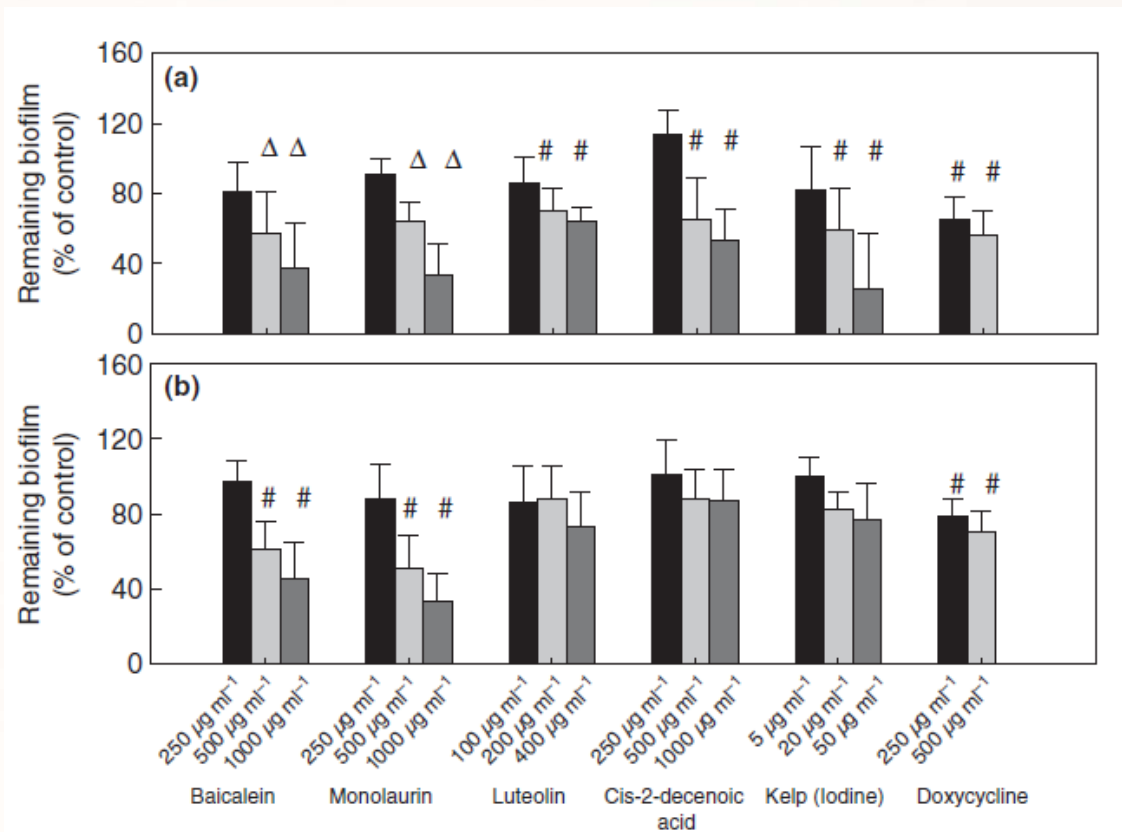 160
(a)
120
Δ Δ
Δ Δ
# #
# #
# #
# #
80
40
0
Remaining biofilm
(% of control)
160
(b)
120
# #
# #
# #
80
40
0
Remaining biofilm
(% of control)
250 µg ml⁻¹
500 µg ml⁻¹
1000 µg ml⁻¹
250 µg ml⁻¹
500 µg ml⁻¹
1000 µg ml⁻¹
100 µg ml⁻¹
200 µg ml⁻¹
400 µg ml⁻¹
250 µg ml⁻¹
500 µg ml⁻¹
1000 µg ml⁻¹
5 µg ml⁻¹
20 µg ml⁻¹
50 µg ml⁻¹
250 µg ml⁻¹
500 µg ml⁻¹
Baicalein
Monolaurin
Luteolin
Cis-2-decenoic
acid
Kelp (Iodine)
Doxycycline